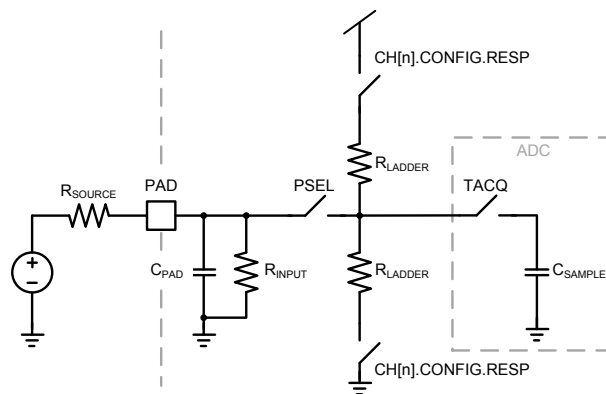 CH[n].CONFIG.RESP
ADC
RLADDER
RSOURCE
PAD
PSEL
TACQ
CPAD
RINPUT
RLADDER
CSAMPLE
CH[n].CONFIG.RESP